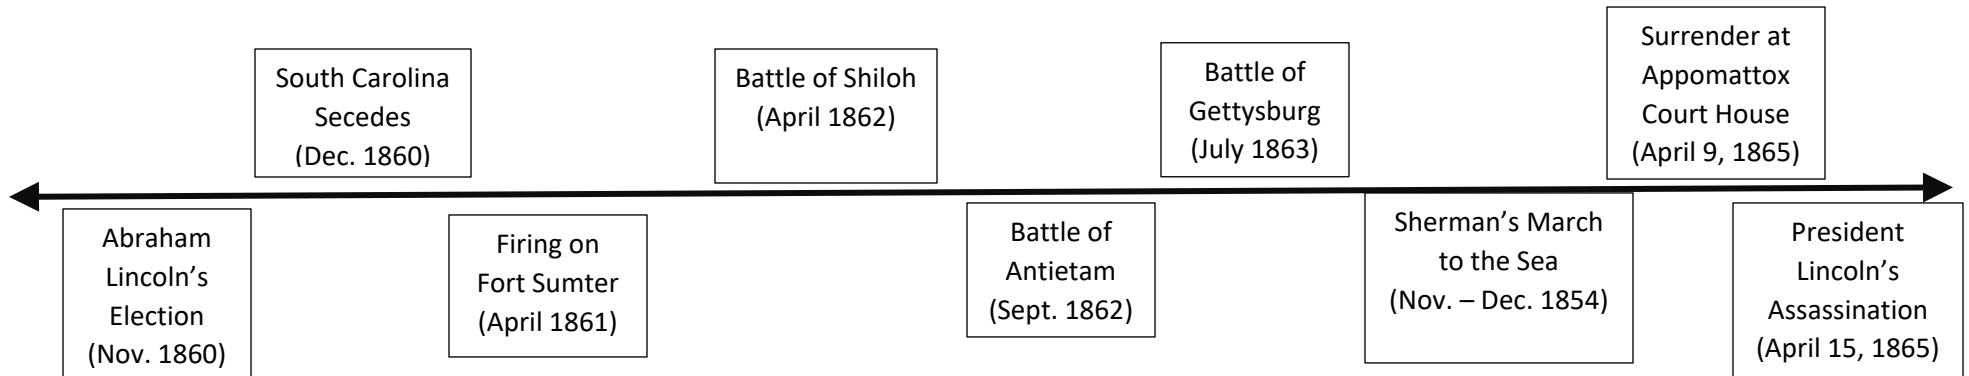 Abraham
Lincoln’s
Election
(Nov. 1860)
South Carolina
Secedes
(Dec. 1860)
Firing on
Fort Sumter
(April 1861)
Battle of Shiloh
(April 1862)
Battle of
Antietam
(Sept. 1862)
Battle of
Gettysburg
(July 1863)
Sherman’s March
to the Sea
(Nov. – Dec. 1854)
Surrender at
Appomattox
Court House
(April 9, 1865)
President
Lincoln’s
Assassination
(April 15, 1865)